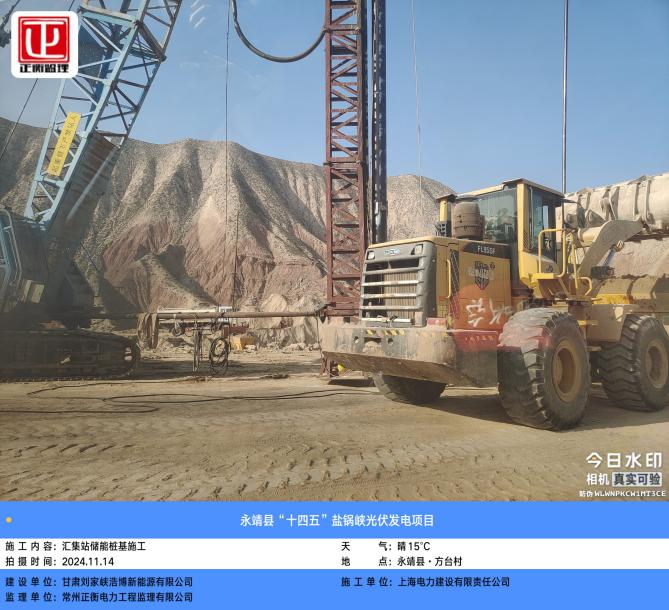 正衡监理
FL955F
今日水印
相机 真实可验
防伪 WLWNPKCW1MT3CE
永靖县“十四五”盐锅峡光伏发电项目
施工内容：汇集站储能桩基施工
天气：晴15℃
拍摄时间：2024.11.14
地点：永靖县·方台村
建设单位：甘肃刘家峡浩博新能源有限公司
施工单位：上海电力建设有限责任公司
监理单位：常州正衡电力工程监理有限公司